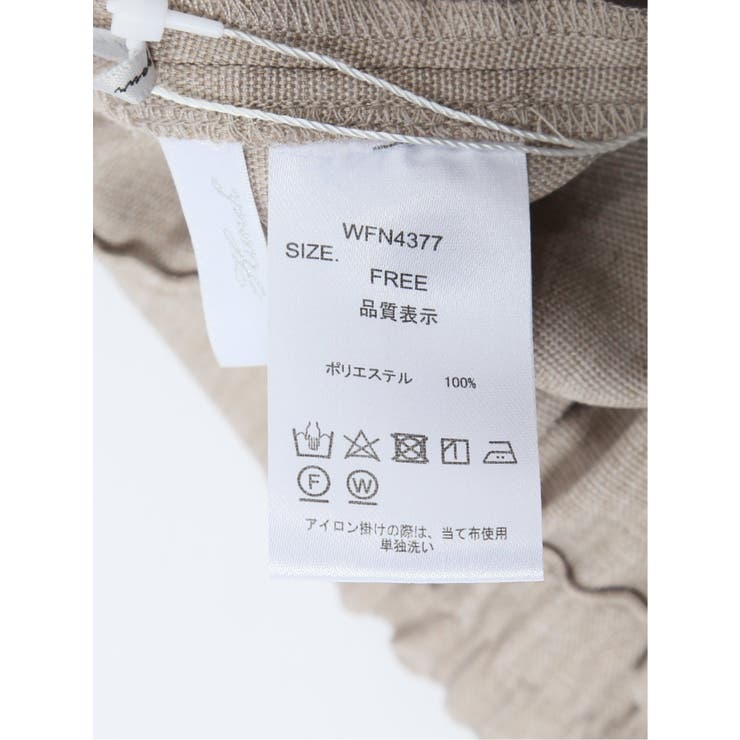 WFN4377
SIZE.
FREE
品質表示
ポリエステル 100%
F W
アイロン掛けの際は、当て布使用
単独洗い